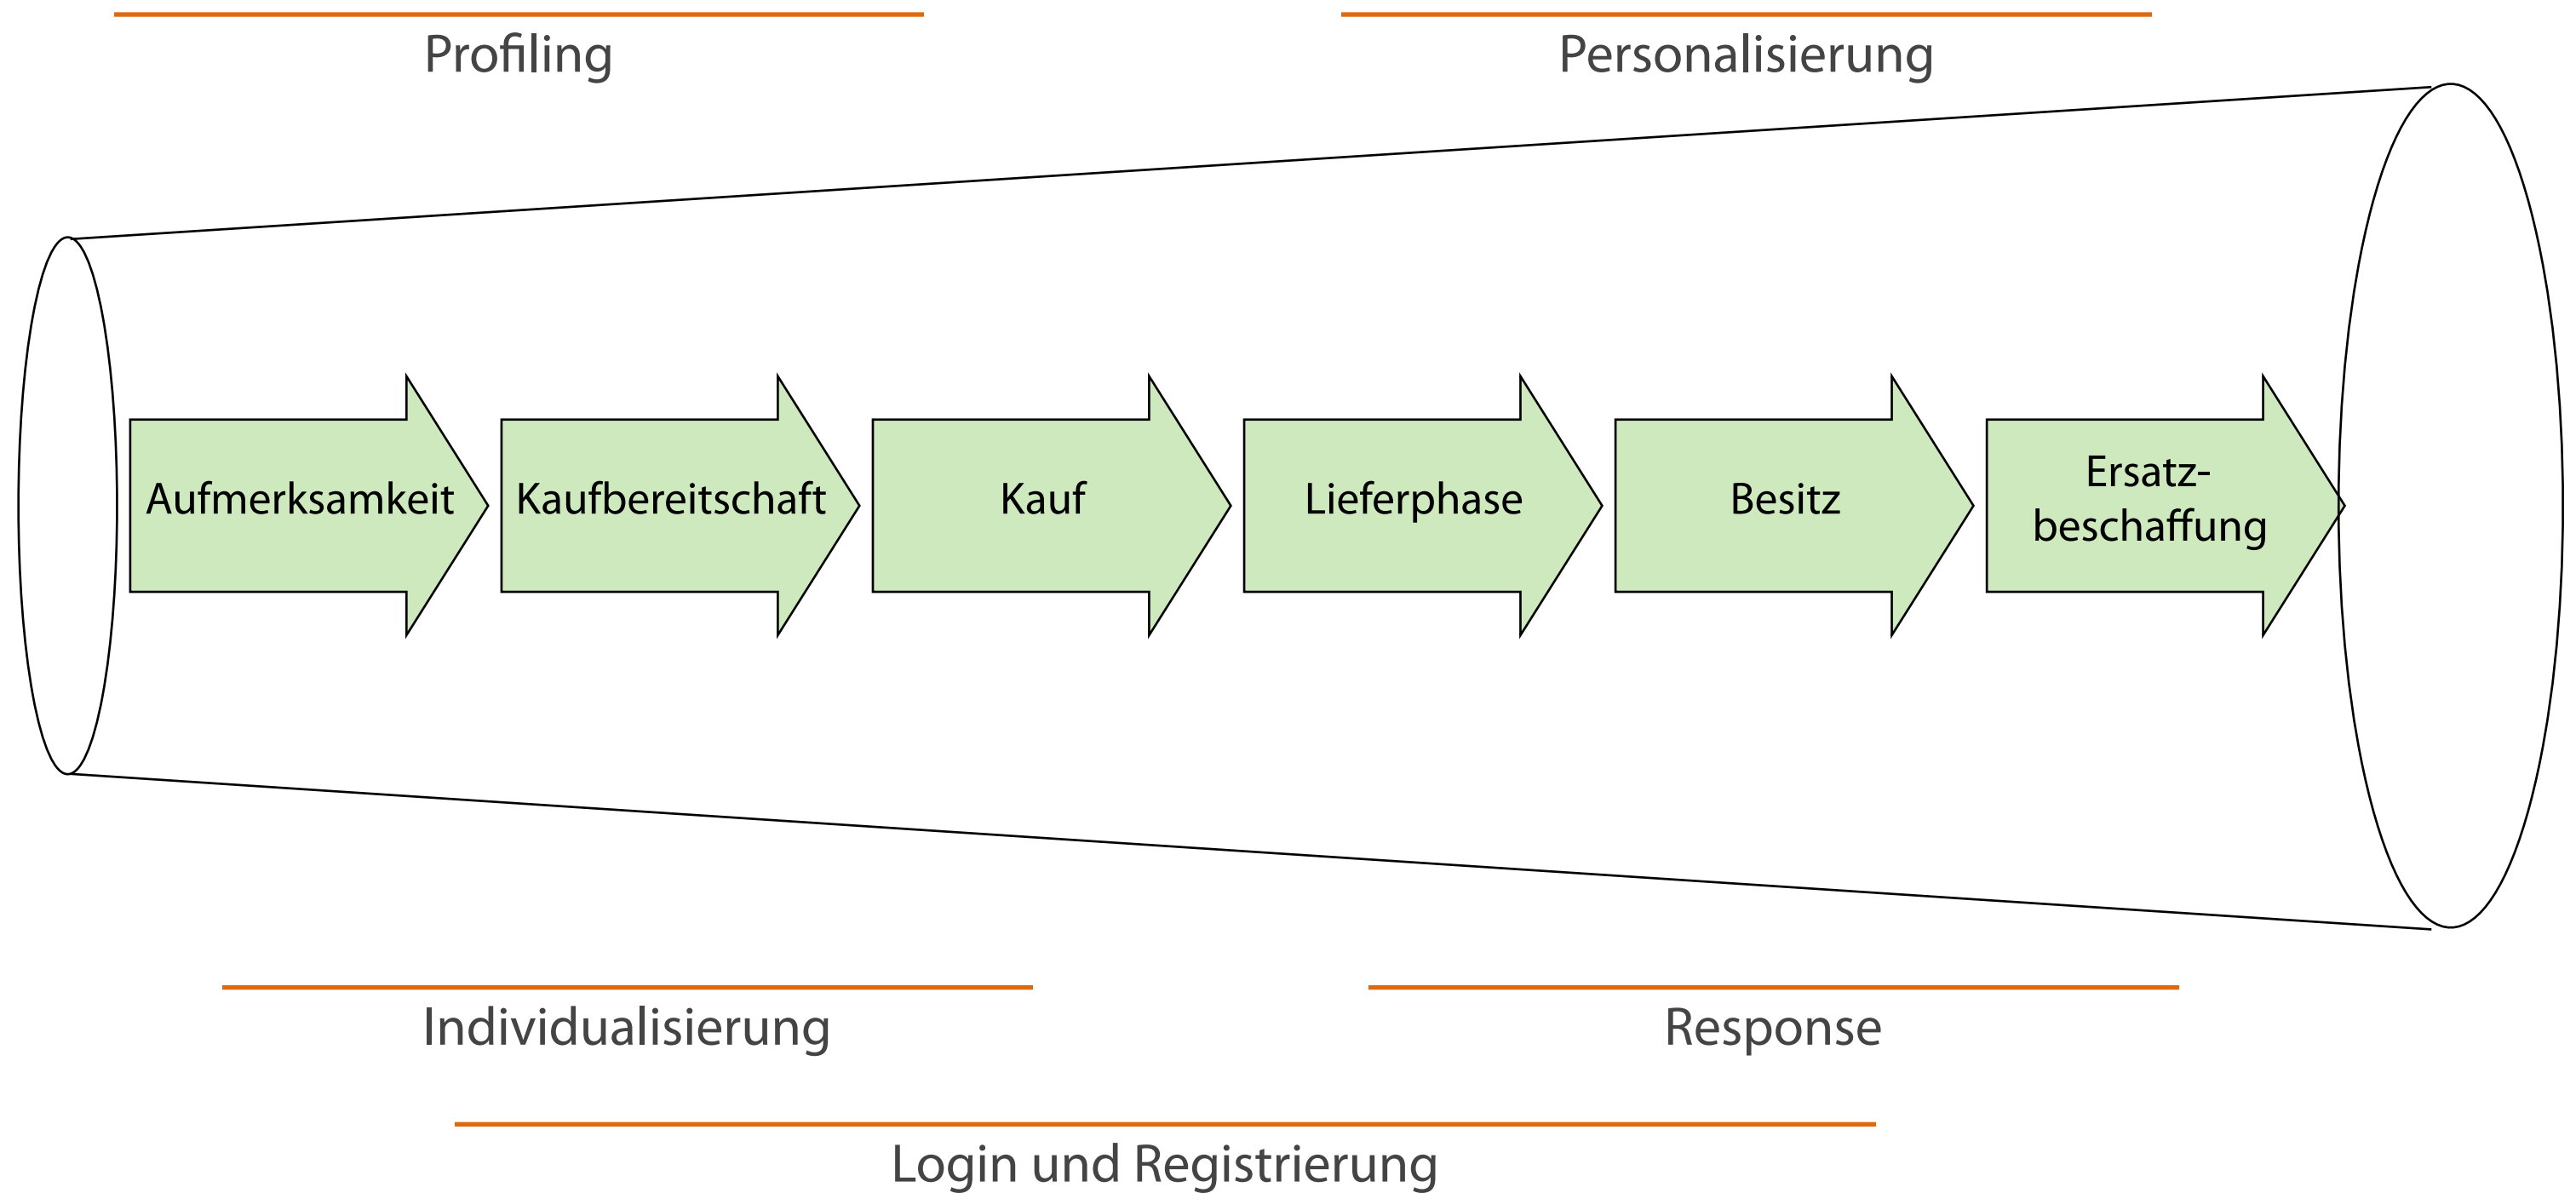 Profiling
Personalisierung
Aufmerksamkeit
Kaufbereitschaft
Kauf
Lieferphase
Besitz
Ersatz-
beschaffung
Individualisierung
Response
Login und Registrierung